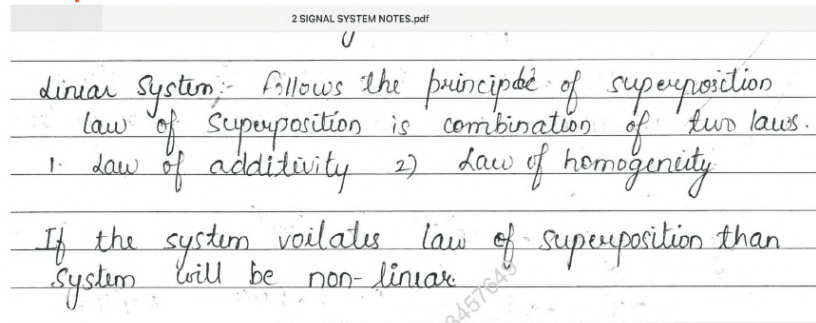 2 SIGNAL SYSTEM NOTES.pdf
Linear System:- follows the principle of superposition
law of Superposition is combination of two laws.
1. Law of additivity 2) Law of homogeneity
If the system voilates law of superposition than
system will be non-linear
3457645